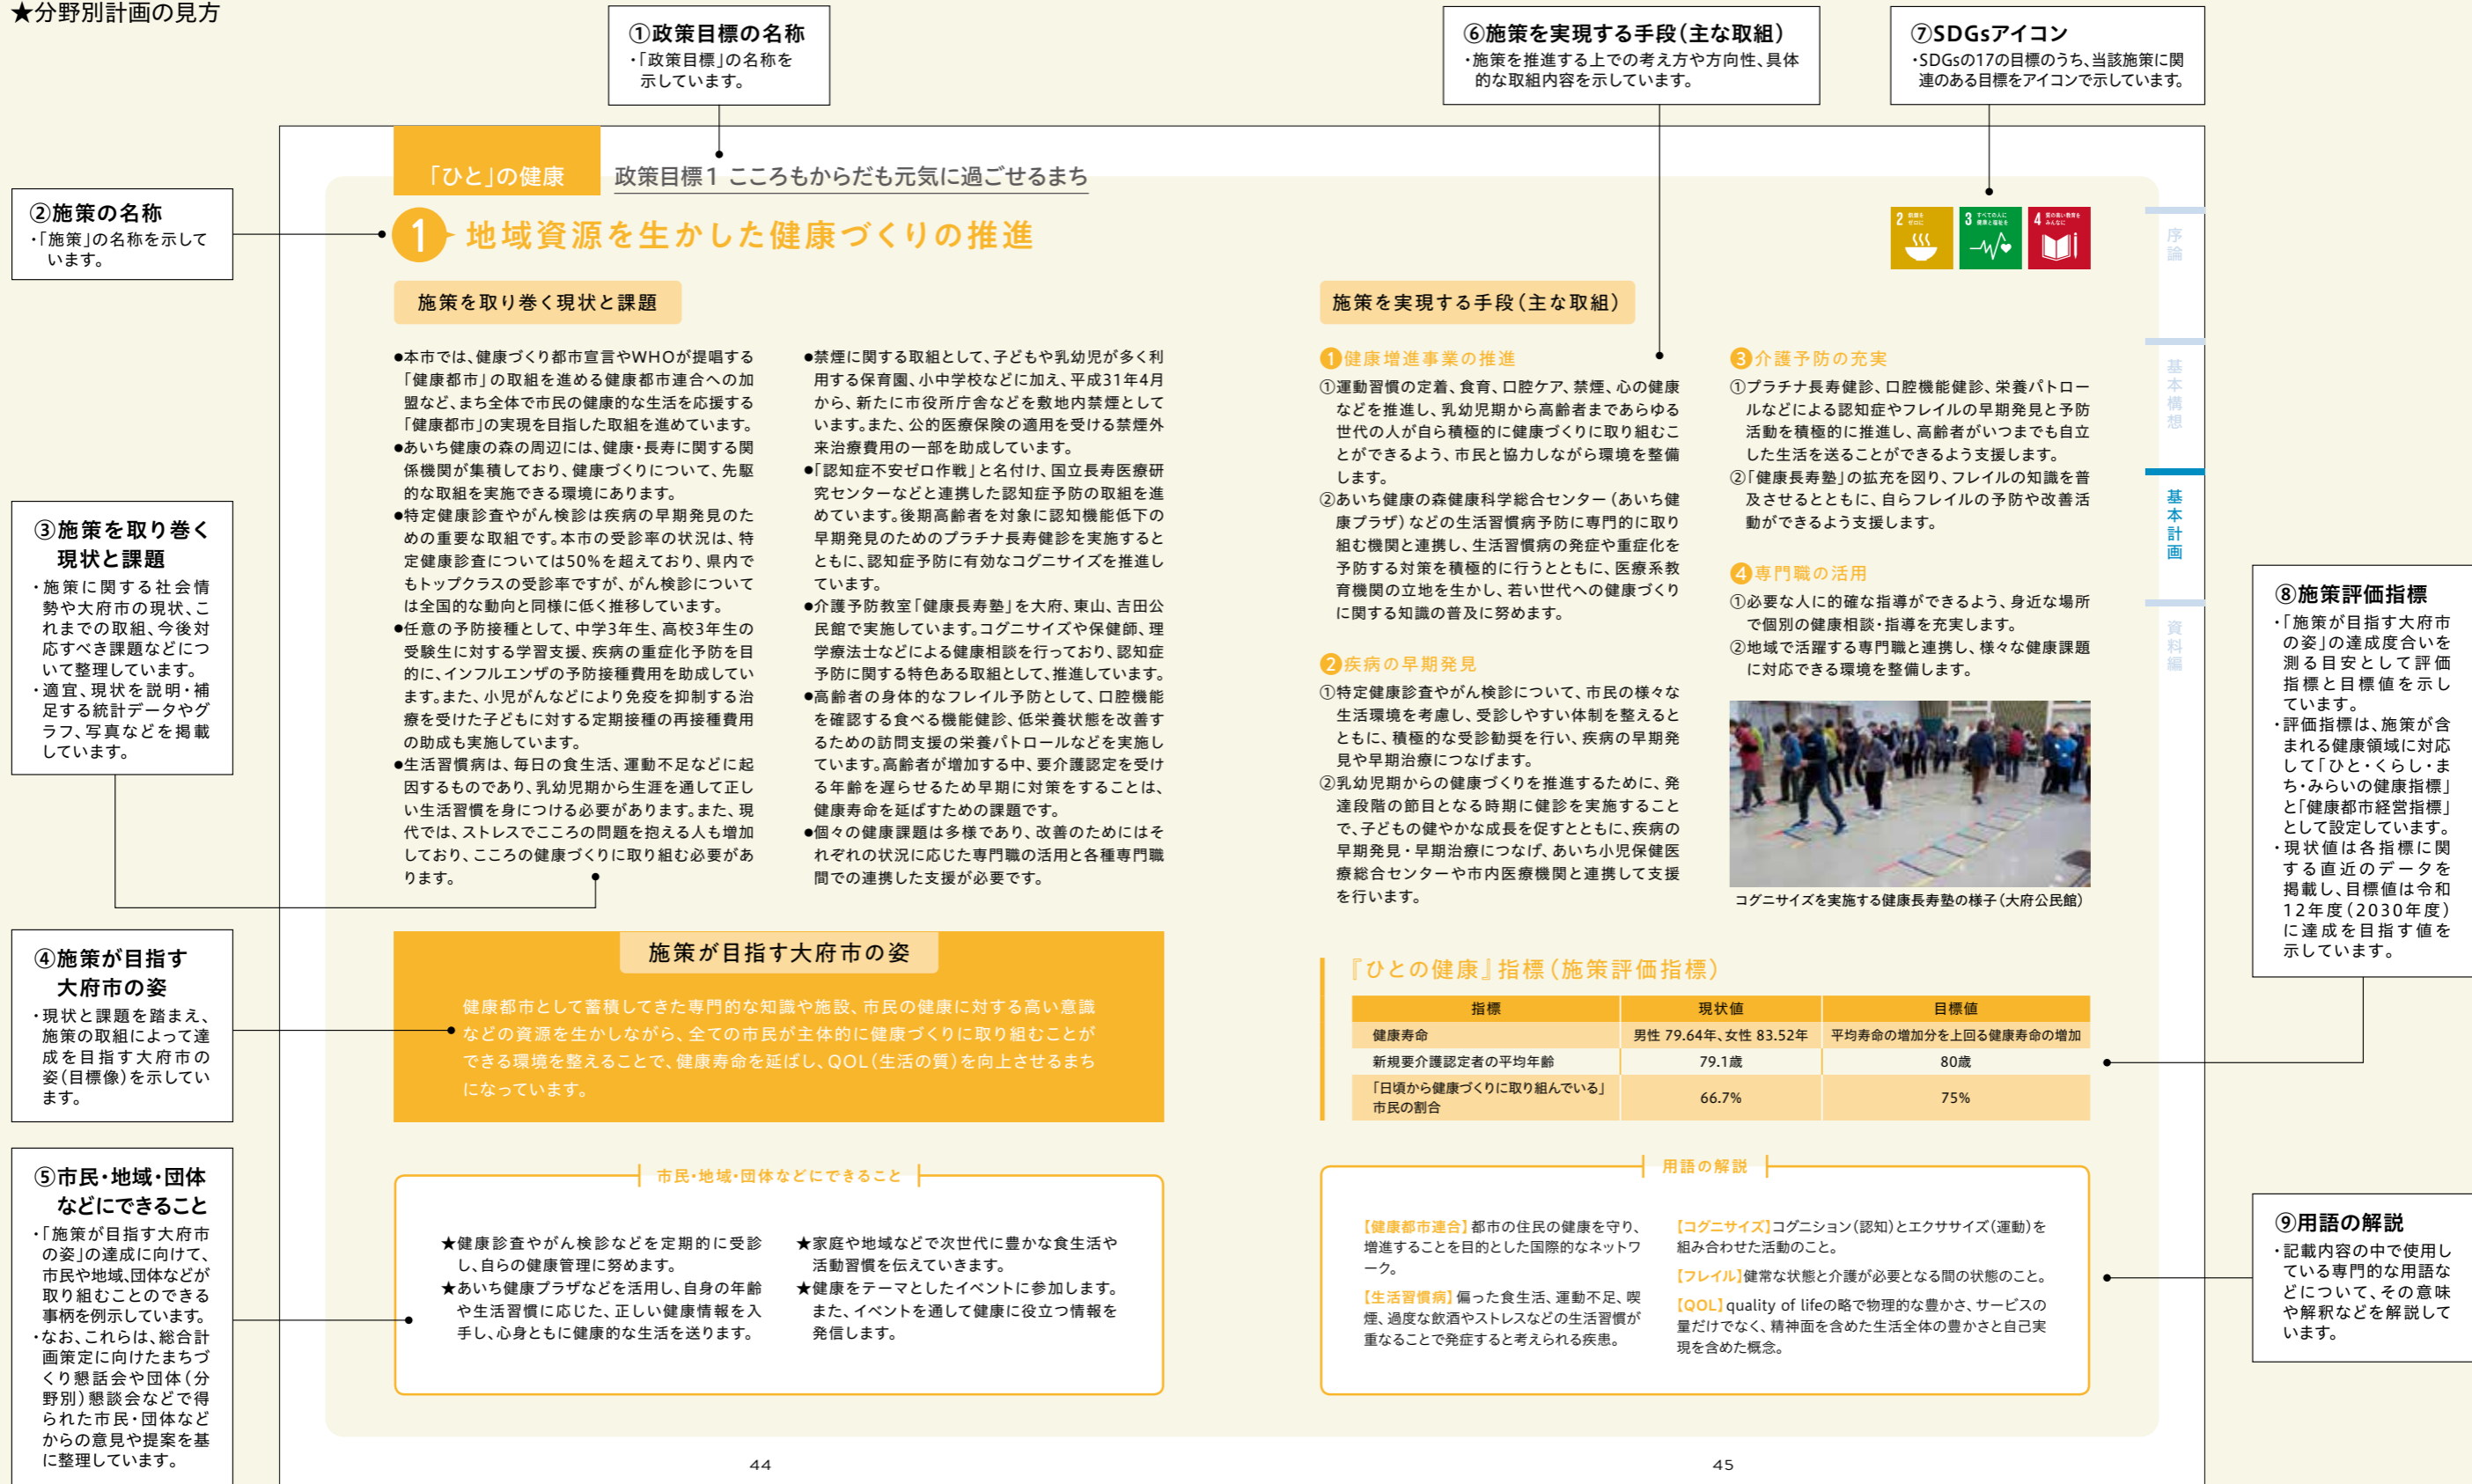 ★分野別計画の見方
①政策目標の名称
・「政策目標」の名称を
示しています。
⑥施策を実現する手段(主な取組)
・施策を推進する上での考え方や方向性、具体
的な取組内容を示しています。
⑦SDGsアイコン
・SDGsの17の目標のうち、当該施策に関
連のある目標をアイコンで示しています。
②施策の名称
・「施策」の名称を示して
います。
③施策を取り巻く
現状と課題
・施策に関する社会情
勢や大府市の現状、こ
れまでの取組、今後対
応すべき課題などにつ
いて整理しています。
・適宜、現状を説明・補
足する統計データやグ
ラフ、写真などを掲載
しています。
④施策が目指す
大府市の姿
・現状と課題を踏まえ、
施策の取組によって達
成を目指す大府市の
姿(目標像)を示してい
ます。
⑤市民・地域・団体
などにできること
・「施策が目指す大府市
の姿」の達成に向けて、
市民や地域、団体などが
取り組むことのできる
事柄を例示しています。
・なお、これらは、総合計
画策定に向けたまちづ
くり懇話会や団体(分
野別)懇談会などで得
られた市民・団体など
からの意見や提案を基
に整理しています。
「ひと」の健康
政策目標1 こころもからだも元気に過ごせるまち
1 地域資源を生かした健康づくりの推進
施策を取り巻く現状と課題
●本市では、健康づくり都市宣言やWHOが提唱する
「健康都市」の取組を進める健康都市連合への加
盟など、まち全体で市民の健康的な生活を応援する
「健康都市」の実現を目指した取組を進めています。
●あいち健康の森の周辺には、健康・長寿に関する関
係機関が集積しており、健康づくりについて、先駆
的な取組を実施できる環境にあります。
●特定健康診査やがん検診は疾病の早期発見のた
めの重要な取組です。本市の受診率の状況は、特
定健康診査については50%を超えており、県内で
もトップクラスの受診率ですが、がん検診について
は全国的な動向と同様に低く推移しています。
●任意の予防接種として、中学3年生、高校3年生の
受験生に対する学習支援、疾病の重症化予防を目
的に、インフルエンザの予防接種費用を助成してい
ます。また、小児がんなどにより免疫を抑制する治
療を受けた子どもに対する定期接種の再接種費用
の助成も実施しています。
●生活習慣病は、毎日の食生活、運動不足などに起
因するものであり、乳幼児期から生涯を通して正し
い生活習慣を身につける必要があります。また、現
代では、ストレスでこころの問題を抱える人も増加
しており、こころの健康づくりに取り組む必要があ
ります。
●禁煙に関する取組として、子どもや乳幼児が多く利
用する保育園、小中学校などに加え、平成31年4月
から、新たに市役所庁舎などを敷地内禁煙として
います。また、公的医療保険の適用を受ける禁煙外
来治療費用の一部を助成しています。
●「認知症不安ゼロ作戦」と名付け、国立長寿医療研
究センターなどと連携した認知症予防の取組を進
めています。後期高齢者を対象に認知機能低下の
早期発見のためのプラチナ長寿健診を実施すると
ともに、認知症予防に有効なコグニサイズを推進し
ています。
●介護予防教室「健康長寿塾」を大府、東山、吉田公
民館で実施しています。コグニサイズや保健師、理
学療法士などによる健康相談を行っており、認知症
予防に関する特色ある取組として、推進しています。
●高齢者の身体的なフレイル予防として、口腔機能
を確認する食べる機能健診、低栄養状態を改善す
るための訪問支援の栄養パトロールなどを実施し
ています。高齢者が増加する中、要介護認定を受け
る年齢を遅らせるため早期に対策をすることは、
健康寿命を延ばすための課題です。
●個々の健康課題は多様であり、改善のためにはそ
れぞれの状況に応じた専門職の活用と各種専門職
間での連携した支援が必要です。
施策が目指す大府市の姿
健康都市として蓄積してきた専門的な知識や施設、市民の健康に対する高い意識
などの資源を生かしながら、全ての市民が主体的に健康づくりに取り組むことが
できる環境を整えることで、健康寿命を延ばし、QOL(生活の質)を向上させるまち
になっています。
市民・地域・団体などにできること
★健康診査やがん検診などを定期的に受診
し、自らの健康管理に努めます。
★あいち健康プラザなどを活用し、自身の年齢
や生活習慣に応じた、正しい健康情報を入
手し、心身ともに健康的な生活を送ります。
★家庭や地域などで次世代に豊かな食生活や
活動習慣を伝えていきます。
★健康をテーマとしたイベントに参加します。
また、イベントを通して健康に役立つ情報を
発信します。
44
2 飢餓を
ゼロに
3 すべての人に
健康と福祉を
4 質の高い教育を
みんなに
施策を実現する手段(主な取組)
❶健康増進事業の推進
①運動習慣の定着、食育、口腔ケア、禁煙、心の健康
などを推進し、乳幼児期から高齢者まであらゆる
世代の人が自ら積極的に健康づくりに取り組むこ
とができるよう、市民と協力しながら環境を整備
します。
②あいち健康の森健康科学総合センター(あいち健
康プラザ)などの生活習慣病予防に専門的に取り
組む機関と連携し、生活習慣病の発症や重症化を
予防する対策を積極的に行うとともに、医療系教
育機関の立地を生かし、若い世代への健康づくり
に関する知識の普及に努めます。
❷疾病の早期発見
①特定健康診査やがん検診について、市民の様々な
生活環境を考慮し、受診しやすい体制を整えると
ともに、積極的な受診勧奨を行い、疾病の早期発
見や早期治療につなげます。
②乳幼児期からの健康づくりを推進するために、発
達段階の節目となる時期に健診を実施すること
で、子どもの健やかな成長を促すとともに、疾病の
早期発見・早期治療につなげ、あいち小児保健医
療総合センターや市内医療機関と連携して支援
を行います。
❸介護予防の充実
①プラチナ長寿健診、口腔機能健診、栄養パトロー
ルなどによる認知症やフレイルの早期発見と予防
活動を積極的に推進し、高齢者がいつまでも自立
した生活を送ることができるよう支援します。
②「健康長寿塾」の拡充を図り、フレイルの知識を普
及させるとともに、自らフレイルの予防や改善活
動ができるよう支援します。
❹専門職の活用
①必要な人に的確な指導ができるよう、身近な場所
で個別の健康相談・指導を充実します。
②地域で活躍する専門職と連携し、様々な健康課題
に対応できる環境を整備します。
コグニサイズを実施する健康長寿塾の様子(大府公民館)
『ひとの健康』指標(施策評価指標)
指標 現状値 目標値
健康寿命 男性 79.64年、女性 83.52年 平均寿命の増加分を上回る健康寿命の増加
新規要介護認定者の平均年齢 79.1歳 80歳
「日頃から健康づくりに取り組んでいる」
市民の割合 66.7% 75%
用語の解説
【健康都市連合】都市の住民の健康を守り、
増進することを目的とした国際的なネットワ
ーク。
【生活習慣病】偏った食生活、運動不足、喫
煙、過度な飲酒やストレスなどの生活習慣が
重なることで発症すると考えられる疾患。
【コグニサイズ】コグニション(認知)とエクササイズ(運動)を
組み合わせた活動のこと。
【フレイル】健常な状態と介護が必要となる間の状態のこと。
【QOL】quality of lifeの略で物理的な豊かさ、サービスの
量だけでなく、精神面を含めた生活全体の豊かさと自己実
現を含めた概念。
45
序論
基本構想
基本計画
資料編
⑧施策評価指標
・「施策が目指す大府市
の姿」の達成度合いを
測る目安として評価
指標と目標値を示し
ています。
・評価指標は、施策が含
まれる健康領域に対応
して「ひと・くらし・ま
ち・みらいの健康指標」
と「健康都市経営指標」
として設定しています。
・現状値は各指標に関
する直近のデータを
掲載し、目標値は令和
12年度(2030年度)
に達成を目指す値を
示しています。
⑨用語の解説
・記載内容の中で使用し
ている専門的な用語な
どについて、その意味
や解釈などを解説して
います。